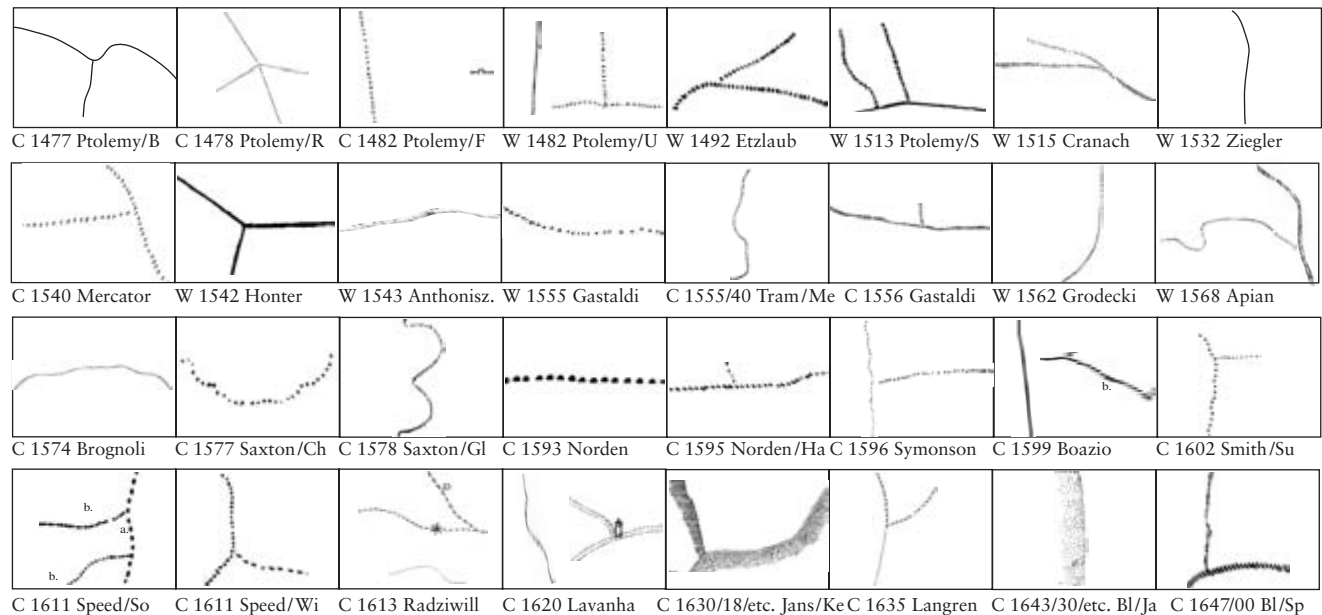 C 1477 Ptolemy/B C 1478 Ptolemy/R C 1482 Ptolemy/F W 1482 Ptolemy/U W 1492 Etzlaub W 1513 Ptolemy/S W 1515 Cranach W 1532 Ziegler
C 1540 Mercator W 1542 Honter W 1543 Anthonisz. W 1555 Gastaldi C 1555/40 Tram/Me C 1556 Gastaldi W 1562 Grodecki W 1568 Apian
b.
C 1574 Brognoli C 1577 Saxton/Ch C 1578 Saxton/Gl C 1593 Norden C 1595 Norden/Ha C 1596 Symonson C 1599 Boazio C 1602 Smith/Su
b.
a.
b.
C 1611 Speed/So C 1611 Speed/Wi C 1613 Radziwill C 1620 Lavanha C 1630/18/etc. Jans/Ke C 1635 Langren C 1643/30/etc. Bl/Ja C 1647/00 Bl/Sp